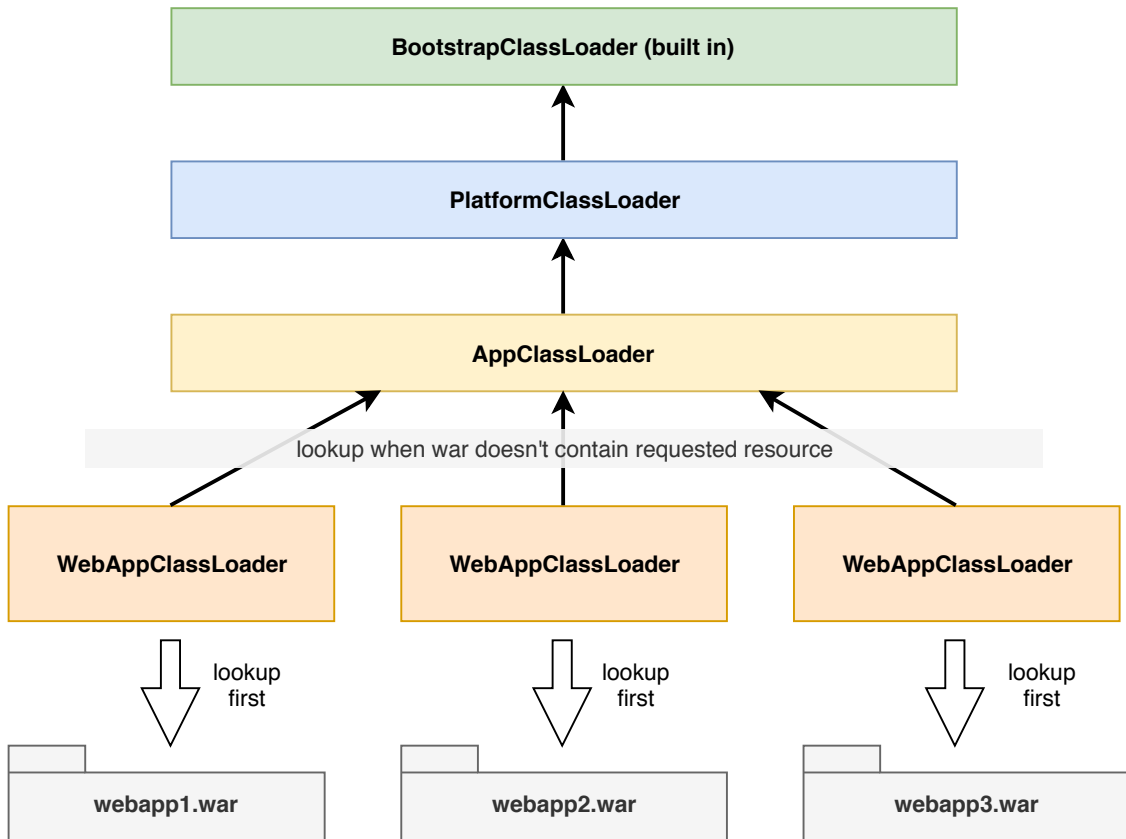 BootstrapClassLoader (built in)
PlatformClassLoader
AppClassLoader
lookup when war doesn't contain requested resource
WebAppClassLoader
WebAppClassLoader
WebAppClassLoader
lookup
first
lookup
first
lookup
first
webapp1.war
webapp2.war
webapp3.war